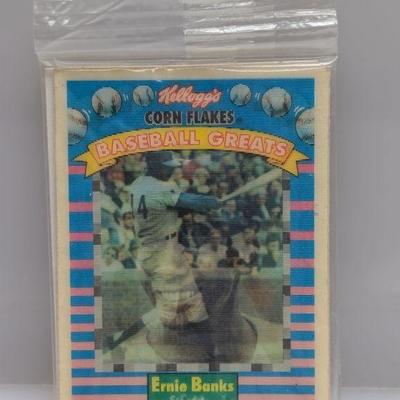 Kellogg's
CORN FLAKES®
BASEBALL GREATS
14
Ernie Banks